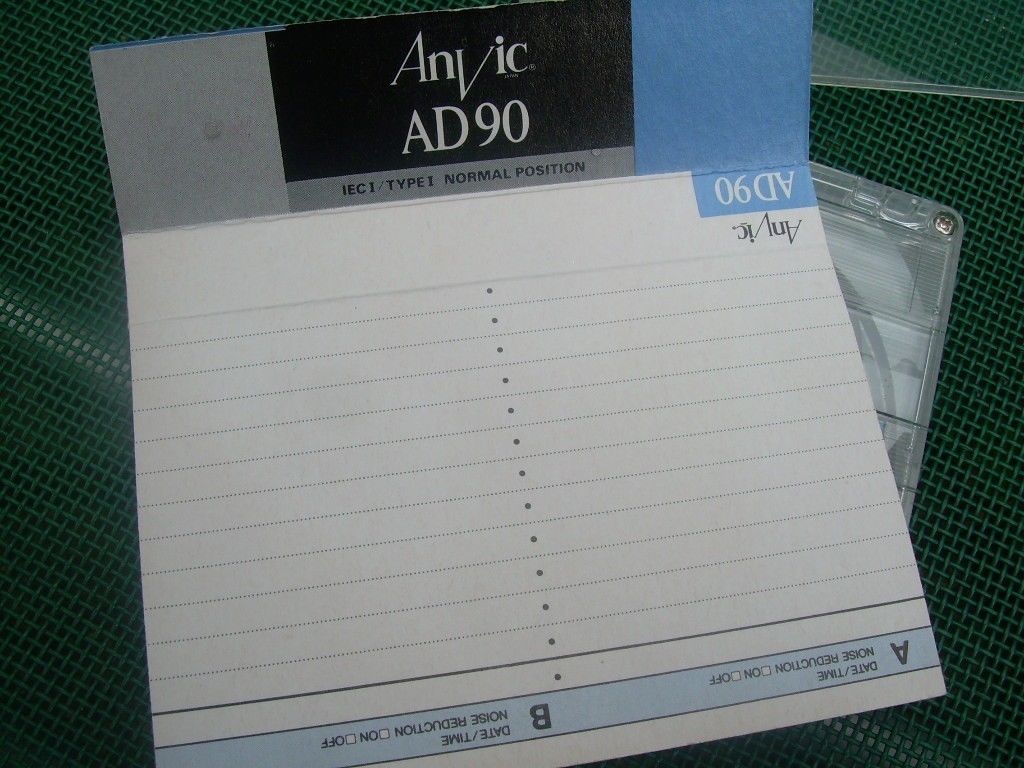 AnVic®
JAPAN
AD90
IEC I / TYPE I NORMAL POSITION
AD90
AnVic®
A
DATE/TIME
NOISE REDUCTION □ON □OFF
B
DATE/TIME
NOISE REDUCTION □ON □OFF